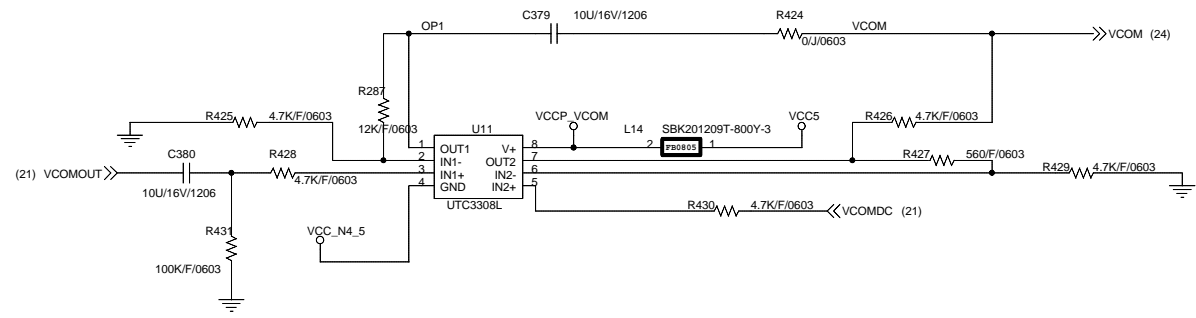 C379
10U/16V/1206
R424
OP1
VCOM
0/J/0603
VCOM (24)
R287
12K/F/0603
R425
4.7K/F/0603
VCCP_VCOM
L14
SBK201209T-800Y-3
VCC5
R426
4.7K/F/0603
U11
2
FB0805
1
C380
R428
1
OUT1
V+
8
2
IN1-
OUT2
7
3
IN1+
IN2-
6
4
GND
IN2+
5
R427
560/F/0603
(21) VCOMOUT
4.7K/F/0603
R429
4.7K/F/0603
10U/16V/1206
UTC3308L
R430
4.7K/F/0603
VCOMDC (21)
R431
VCC_N4_5
100K/F/0603